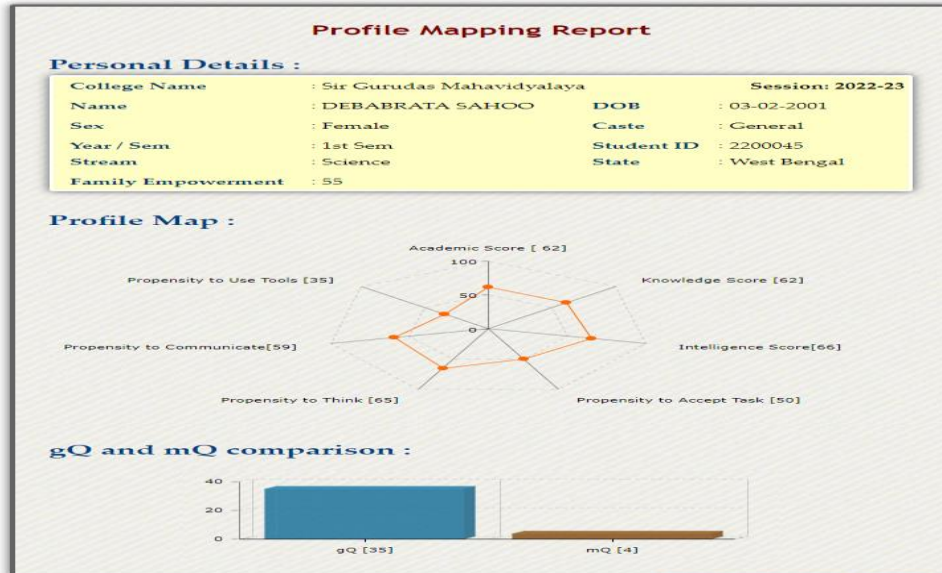 Profile Mapping Report
Personal Details :
College Name : Sir Gurudas Mahavidyalaya Session: 2022-23
Name : DEBABRATA SAHOO DOB : 03-02-2001
Sex : Female Caste : General
Year / Sem : 1st Sem Student ID : 2200045
Stream : Science State : West Bengal
Family Empowerment : 55
Profile Map :
Academic Score [ 62]
100
Propensity to Use Tools [35] Knowledge Score [62]
50
0
Propensity to Communicate[59] Intelligence Score[66]
Propensity to Think [65] Propensity to Accept Task [50]
gQ and mQ comparison :
40
20
0
gQ [35] mQ [4]